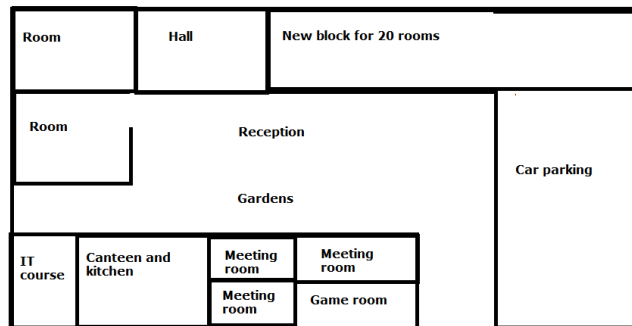 Room
Hall
New block for 20 rooms
Room
Reception
Car parking
Gardens
IT
course
Canteen and
kitchen
Meeting
room
Meeting
room
Meeting
room
Game room